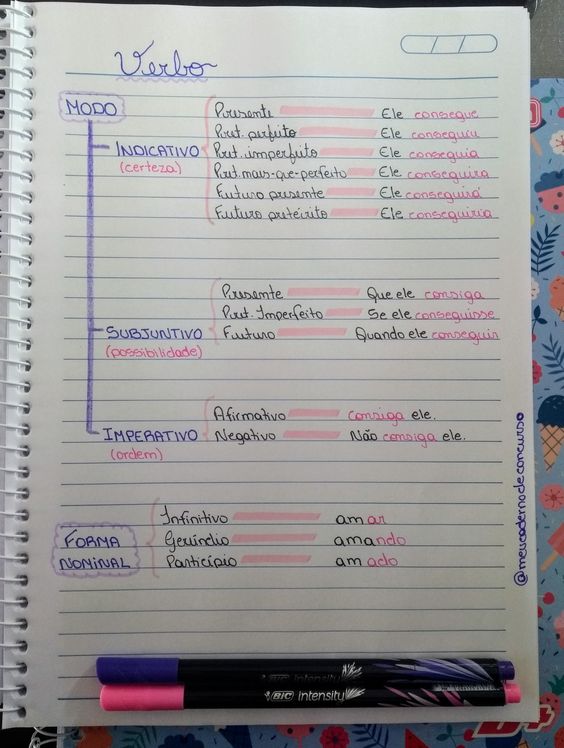 Verbo
MODO
INDICATIVO
(certeza)
Presente Ele consegue
Pret. perfeito Ele conseguiu
Pret. imperfeito Ele conseguia
Pret. mais-que-perfeito Ele conseguira
Futuro presente Ele conseguirá
Futuro pretérito Ele conseguiria
SUBJUNTIVO
(possibilidade)
Presente Que ele consiga
Pret. Imperfeito Se ele conseguisse
Futuro Quando ele conseguir
IMPERATIVO
(ordem)
Afirmativo consiga ele.
Negativo Não consiga ele.
FORMA
NOMINAL
Infinitivo amar
Gerúndio amando
Particípio amado
@meucadernodeconcurso
BIC intensity
BIC intensity